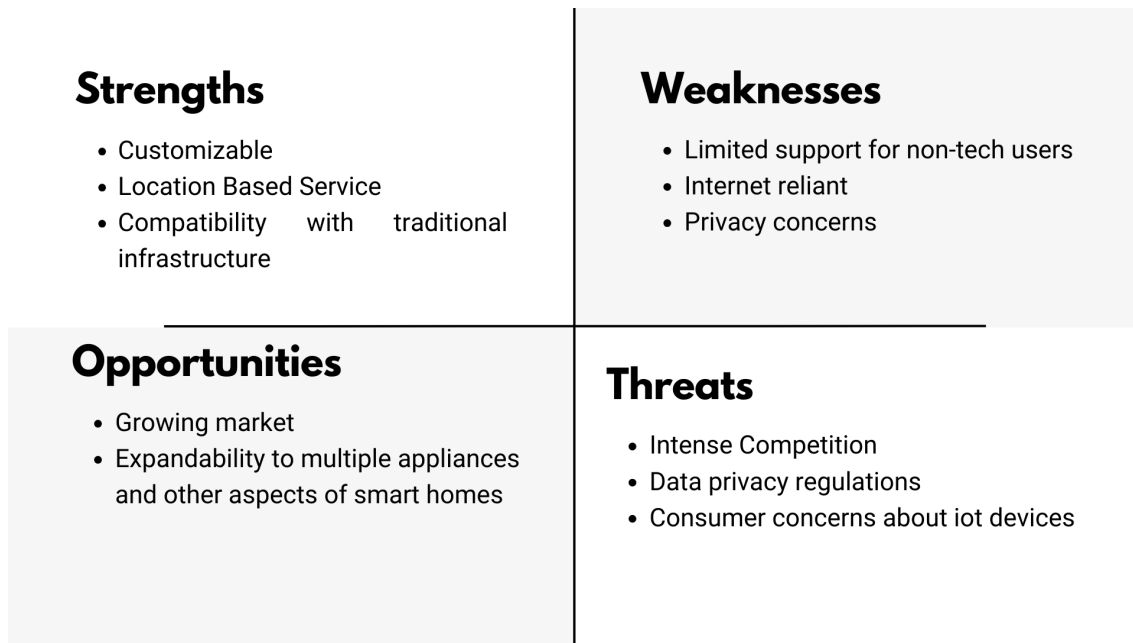 Strengths
• Customizable
• Location Based Service
• Compatibility with traditional
infrastructure
Weaknesses
• Limited support for non-tech users
• Internet reliant
• Privacy concerns
Opportunities
• Growing market
• Expandability to multiple appliances
and other aspects of smart homes
Threats
• Intense Competition
• Data privacy regulations
• Consumer concerns about iot devices